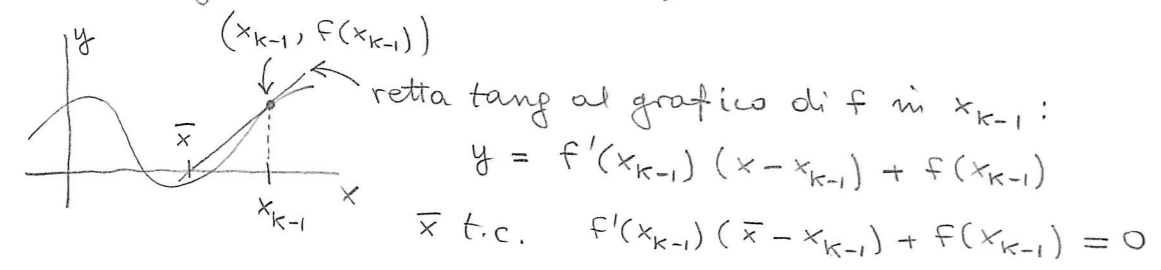 y
(x_{k-1}, f(x_{k-1}))
retta tang al grafico di f in x_{k-1} :
x̄
y = f'(x_{k-1}) (x - x_{k-1}) + f(x_{k-1})
x_{k-1}
x
x̄ t.c. f'(x_{k-1}) (x̄ - x_{k-1}) + f(x_{k-1}) = 0